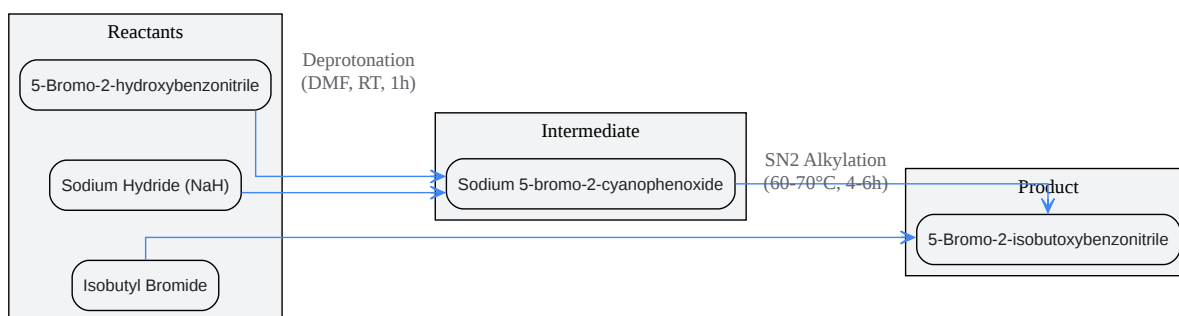 Reactants
5-Bromo-2-hydroxybenzonitrile
Sodium Hydride (NaH)
Isobutyl Bromide
Deprotonation
(DMF, RT, 1h)
Intermediate
Sodium 5-bromo-2-cyanophenoxide
SN2 Alkylation
(60-70°C, 4-6h)
Product
5-Bromo-2-isobutoxybenzonitrile